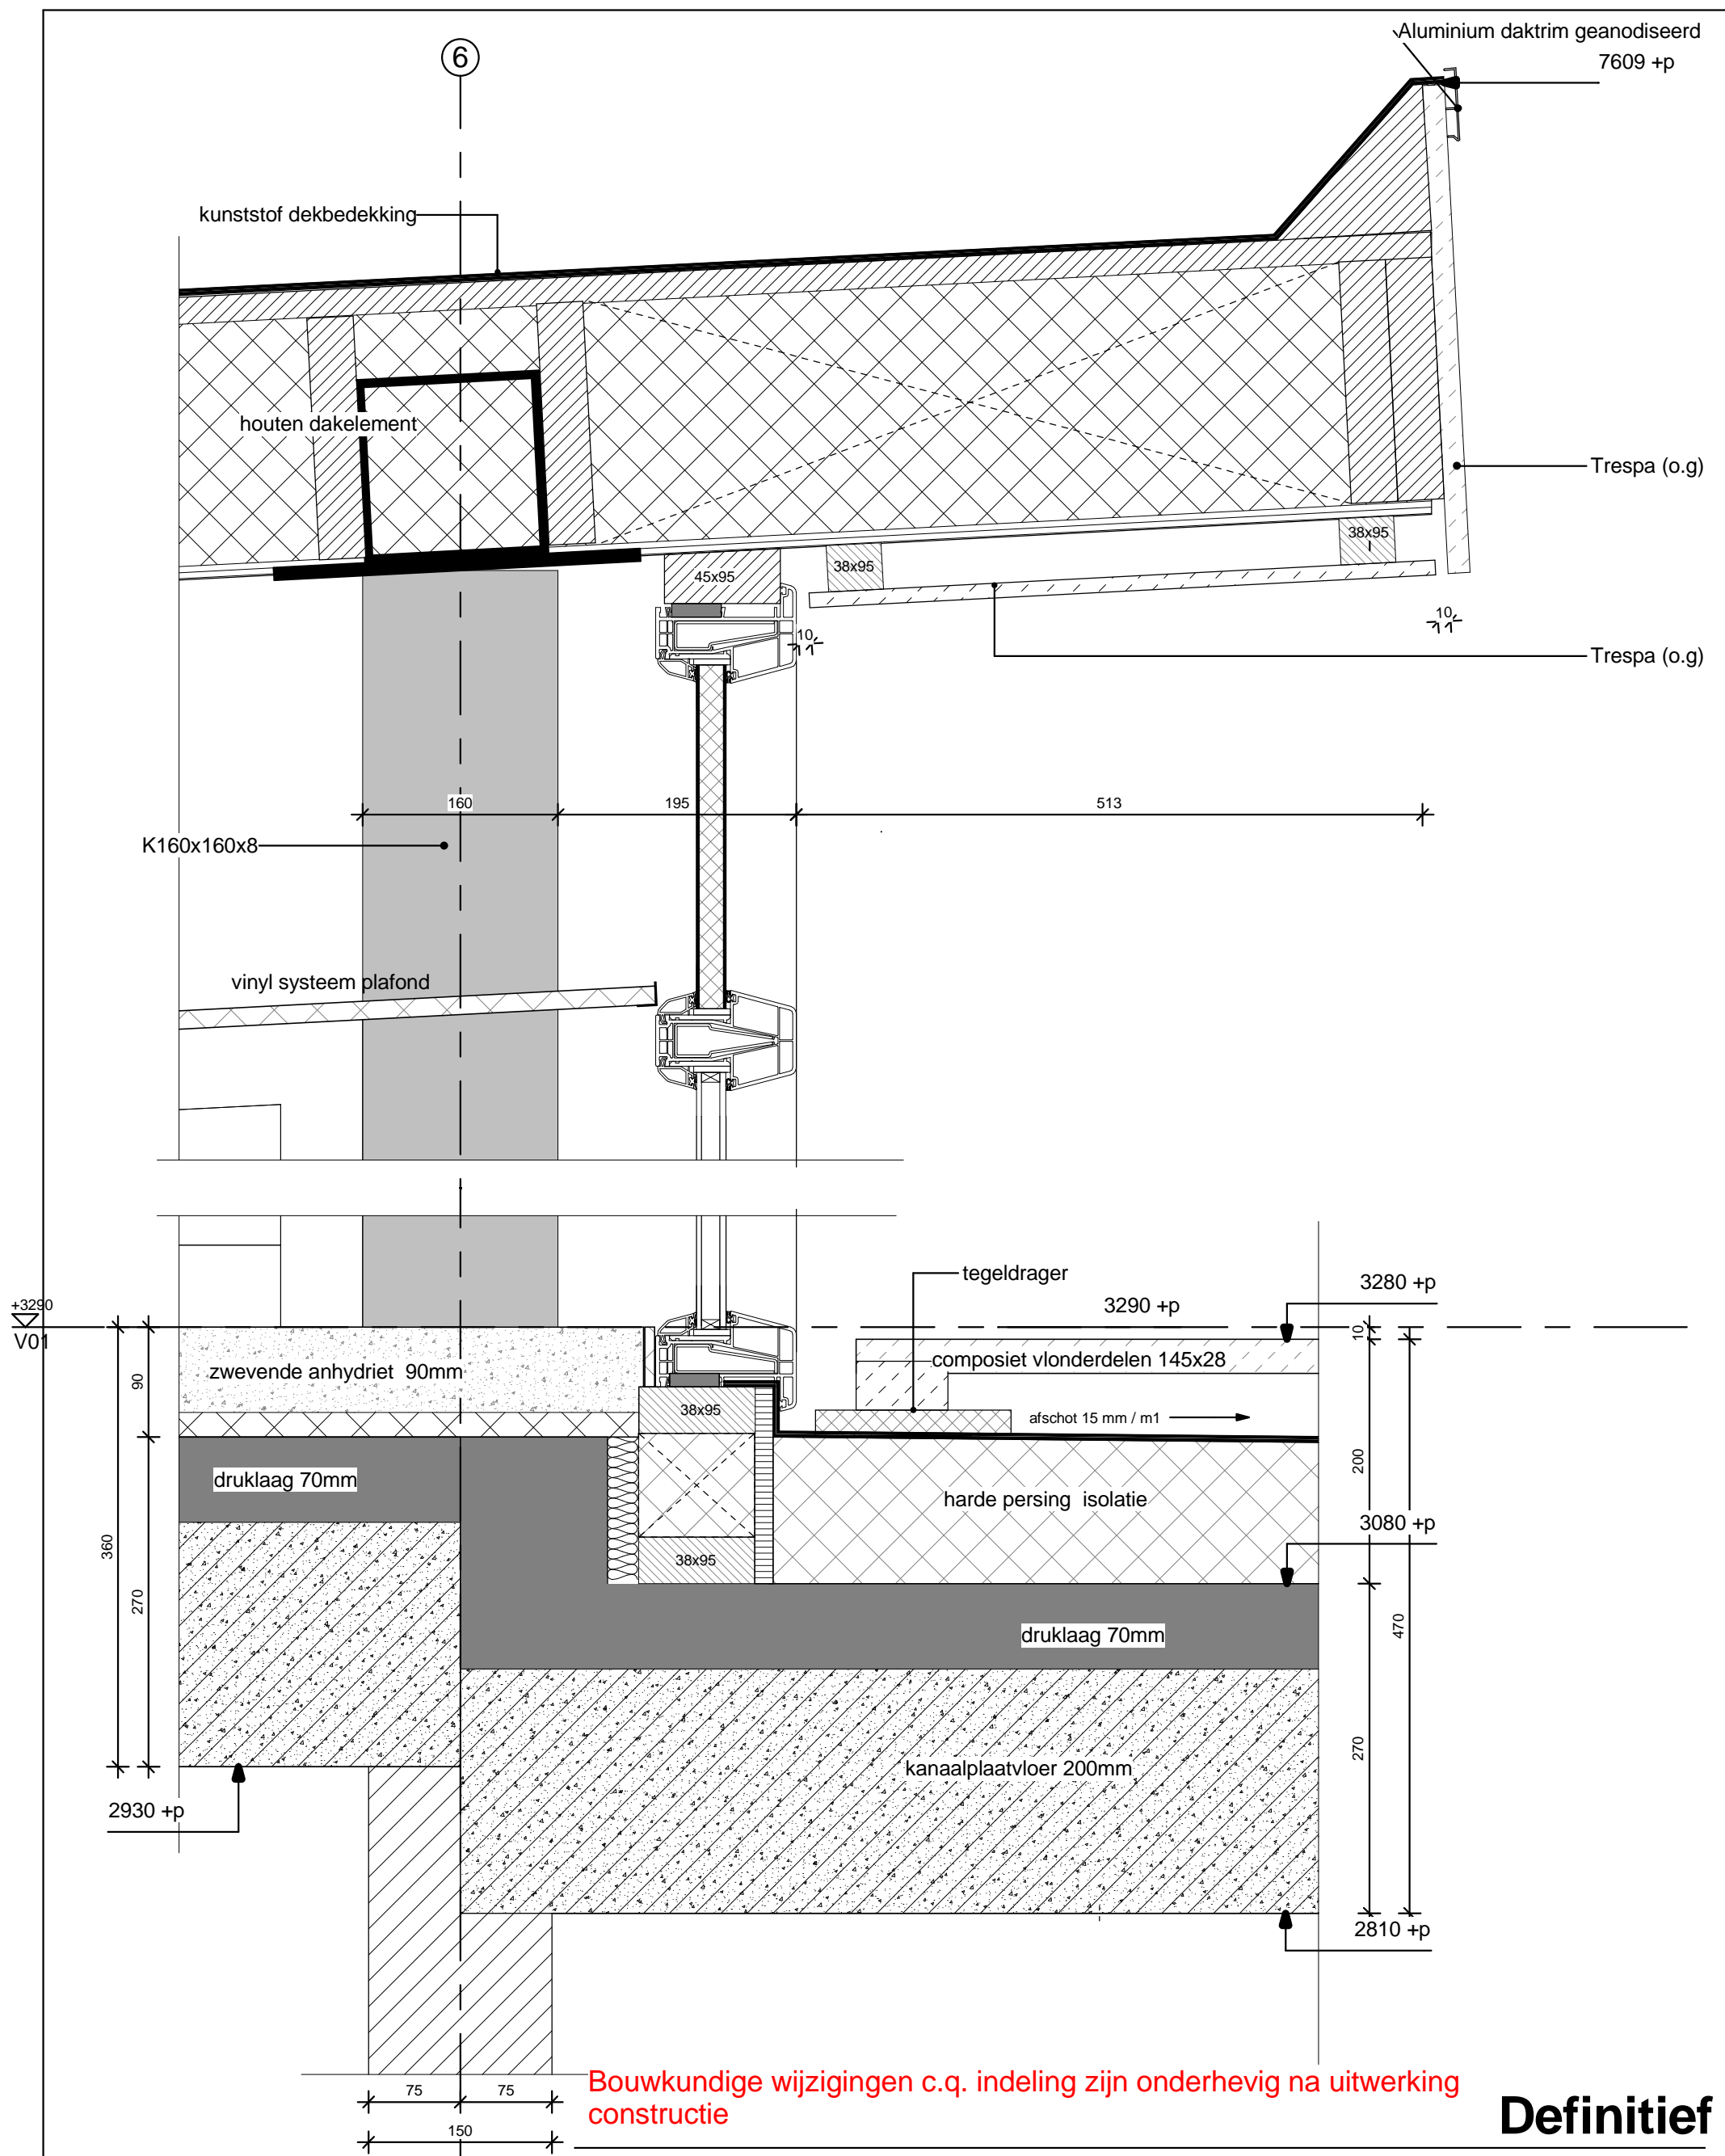 Aluminium daktrim geanodiseerd
7609 +p
6
kunststof dekbedekking
houten dakelement
Trespa (o.g)
38x95
38x95
45x95
10
10
Trespa (o.g)
160
195
513
K160x160x8
vinyl systeem plafond
tegeldrager
3280 +p
3290 +p
+3290
V01
10
composiet vlonderdelen 145x28
zwevende anhydriet 90mm
90
38x95
afschot 15 mm / m1
200
druklaag 70mm
harde persing isolatie
3080 +p
360
38x95
270
470
druklaag 70mm
270
kanaalplaatvloer 200mm
2930 +p
2810 +p
Bouwkundige wijzigingen c.q. indeling zijn onderhevig na uitwerking
constructie
75
75
150
Definitief